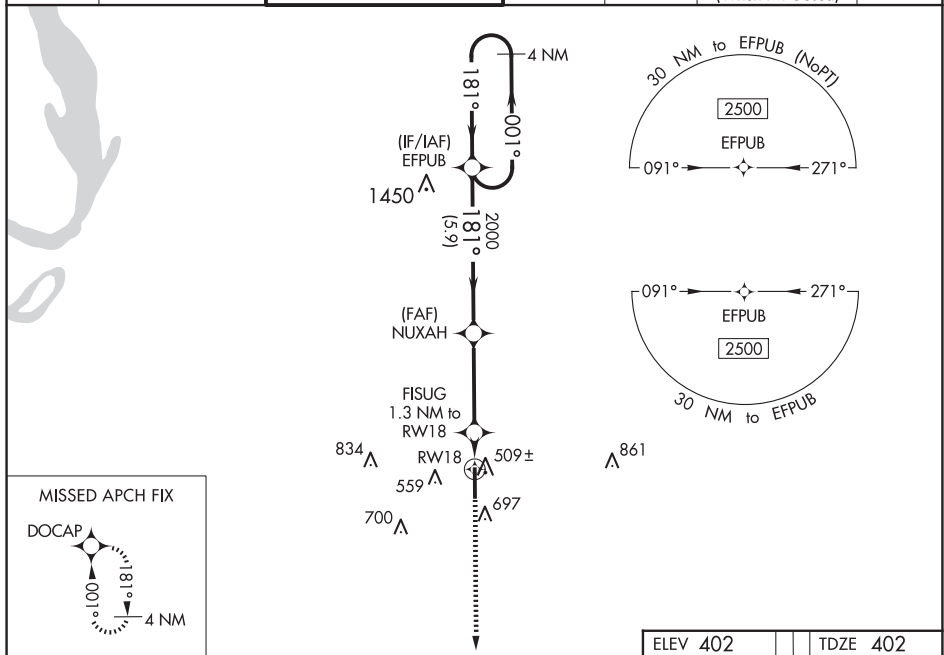 4 NM
181°
001°
(IF/IAF)
EFPUB
1450
2000
181°
(5.9)
(FAF)
NUXAH
FISUG
1.3 NM to
RW18
RW18
509±
834
559
700
697
861
30 NM to EFPUB (NoPT)
2500
EFPUB
091°
271°
091°
271°
EFPUB
2500
30 NM to EFPUB
MISSED APCH FIX
DOCAP
181°
001°
4 NM
ELEV 402
TDZE 402